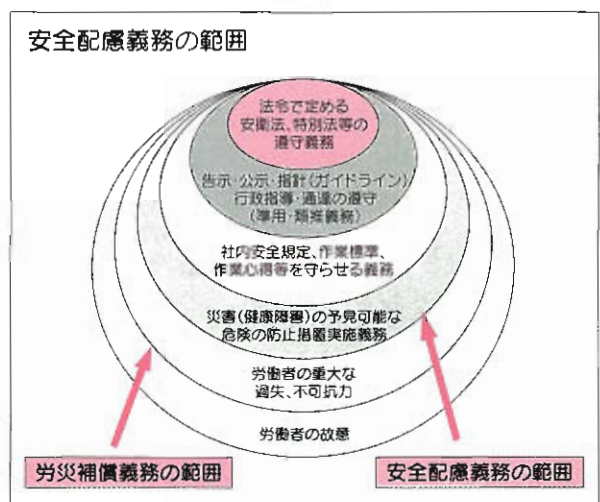 安全配慮義務の範囲
法令で定める
安衛法、特別法等の
遵守義務
告示・公示・指針(ガイドライン)
行政指導・通達の遵守
(準用・類推義務)
社内安全規定、作業標準、
作業心得等を守らせる義務
災害(健康障害)の予見可能な
危険の防止措置実施義務
労働者の重大な
過失、不可抗力
労働者の故意
労災補償義務の範囲
安全配慮義務の範囲